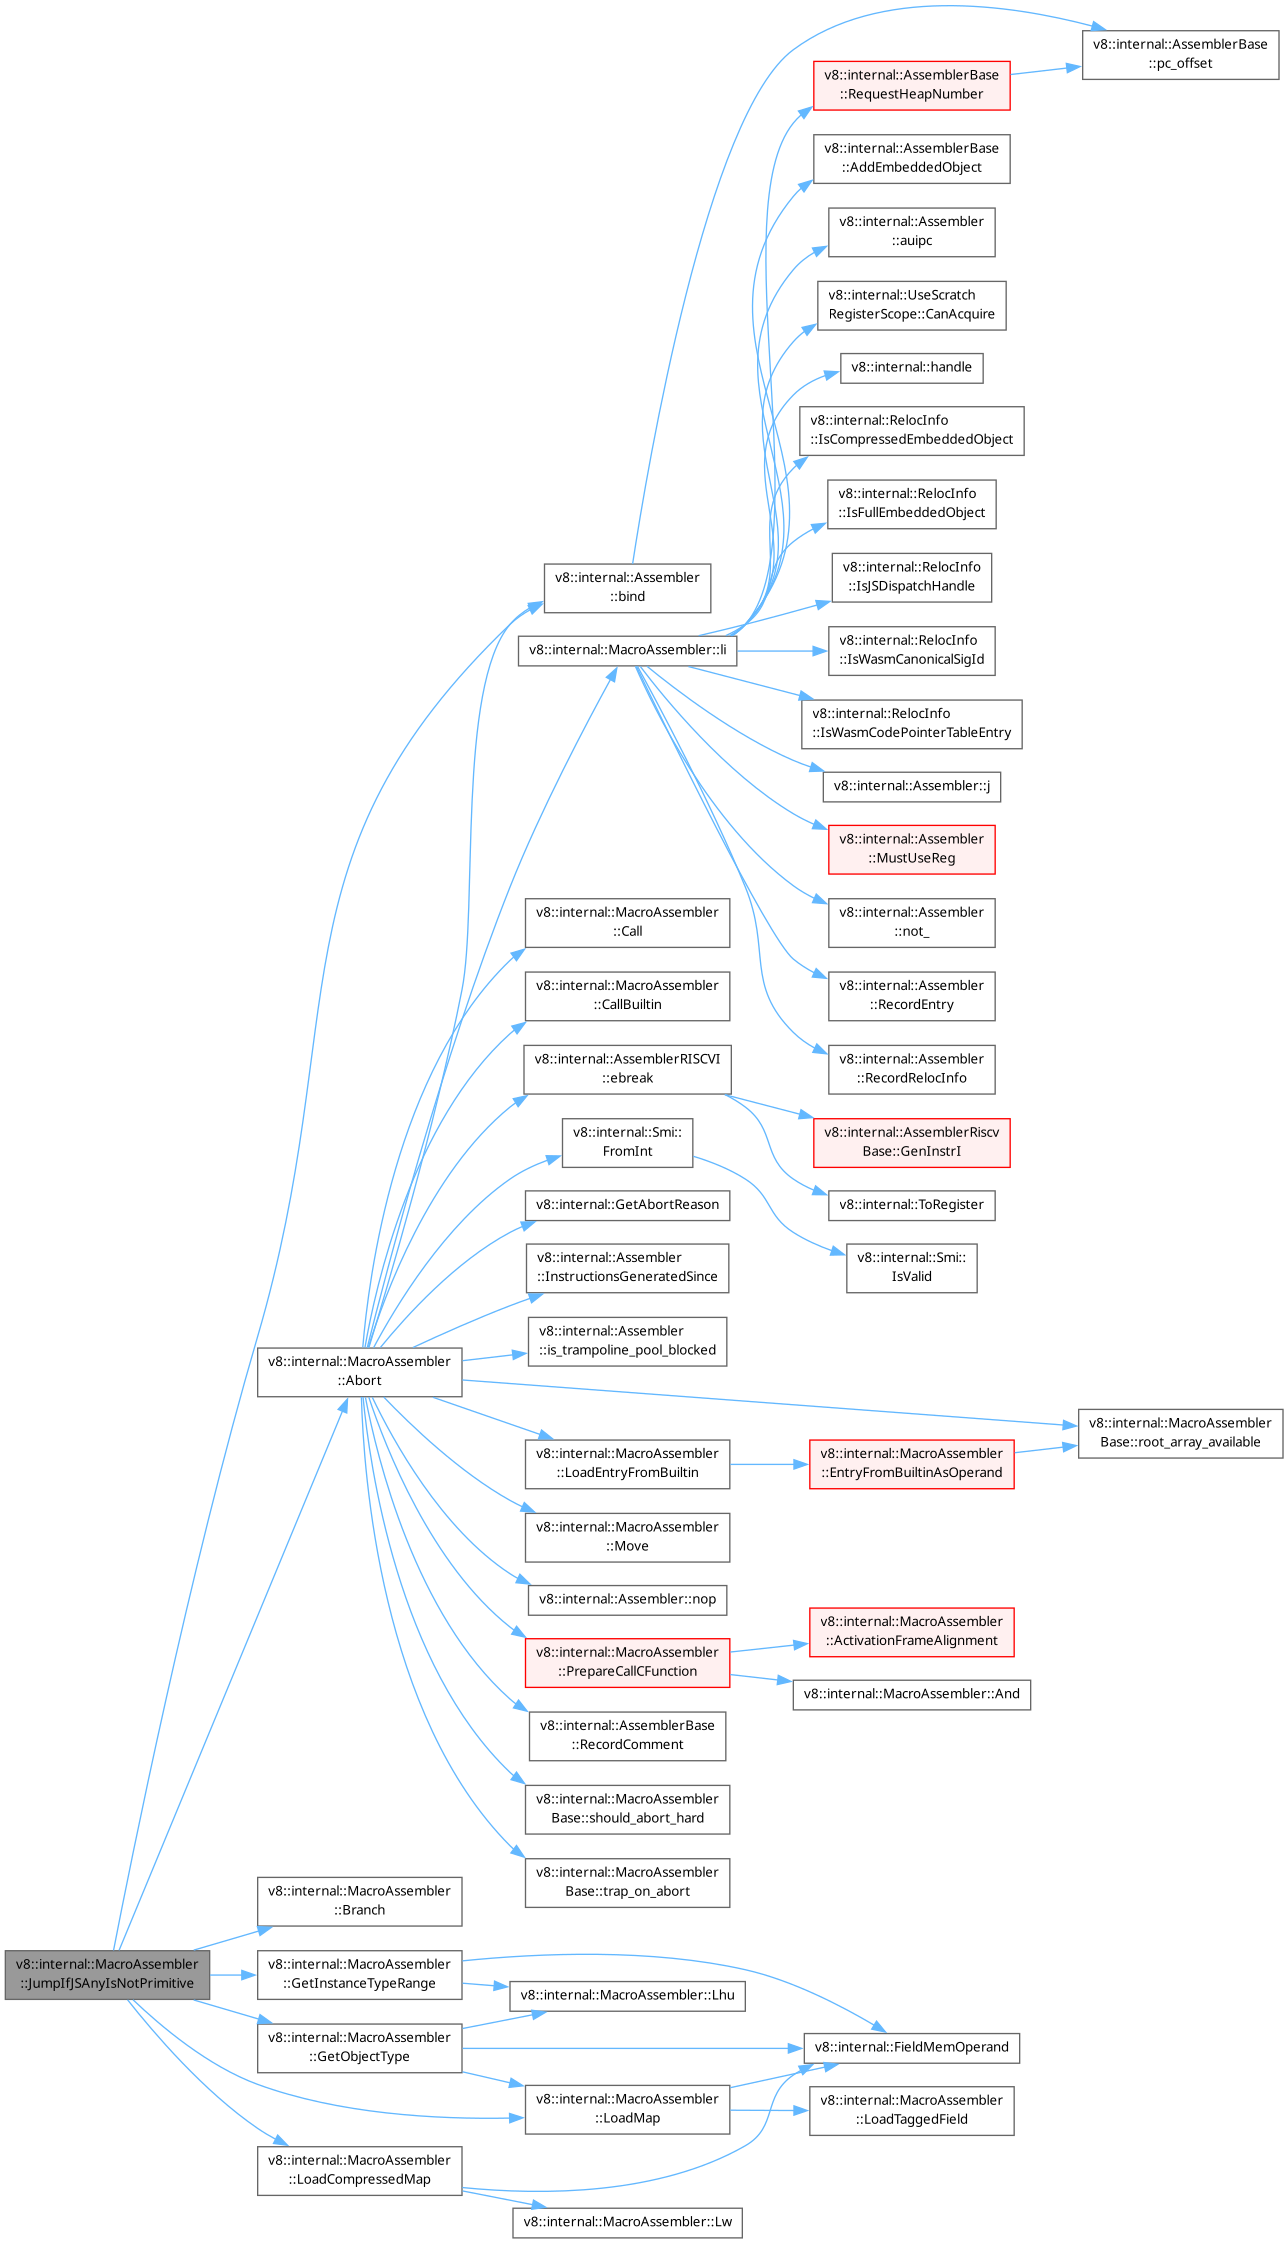 v8::internal::AssemblerBase
::pc_offset
v8::internal::AssemblerBase
::RequestHeapNumber
v8::internal::AssemblerBase
::AddEmbeddedObject
v8::internal::Assembler
::auipc
v8::internal::UseScratch
RegisterScope::CanAcquire
v8::internal::handle
v8::internal::RelocInfo
::IsCompressedEmbeddedObject
v8::internal::RelocInfo
::IsFullEmbeddedObject
v8::internal::RelocInfo
::IsJSDispatchHandle
v8::internal::Assembler
::bind
v8::internal::MacroAssembler::li
v8::internal::RelocInfo
::IsWasmCanonicalSigId
v8::internal::RelocInfo
::IsWasmCodePointerTableEntry
v8::internal::Assembler::j
v8::internal::Assembler
::MustUseReg
v8::internal::Assembler
::not_
v8::internal::MacroAssembler
::Call
v8::internal::Assembler
::RecordEntry
v8::internal::MacroAssembler
::CallBuiltin
v8::internal::Assembler
::RecordRelocInfo
v8::internal::AssemblerRISCVI
::ebreak
v8::internal::AssemblerRiscv
Base::GenInstrI
v8::internal::Smi::
FromInt
v8::internal::ToRegister
v8::internal::GetAbortReason
v8::internal::Smi::
IsValid
v8::internal::Assembler
::InstructionsGeneratedSince
v8::internal::Assembler
::is_trampoline_pool_blocked
v8::internal::MacroAssembler
::Abort
v8::internal::MacroAssembler
Base::root_array_available
v8::internal::MacroAssembler
::LoadEntryFromBuiltin
v8::internal::MacroAssembler
::EntryFromBuiltinAsOperand
v8::internal::MacroAssembler
::Move
v8::internal::Assembler::nop
v8::internal::MacroAssembler
::PrepareCallCFunction
v8::internal::MacroAssembler
::ActivationFrameAlignment
v8::internal::MacroAssembler::And
v8::internal::AssemblerBase
::RecordComment
v8::internal::MacroAssembler
Base::should_abort_hard
v8::internal::MacroAssembler
Base::trap_on_abort
v8::internal::MacroAssembler
::Branch
v8::internal::MacroAssembler
::JumpIfJSAnyIsNotPrimitive
v8::internal::MacroAssembler
::GetInstanceTypeRange
v8::internal::MacroAssembler::Lhu
v8::internal::MacroAssembler
::GetObjectType
v8::internal::FieldMemOperand
v8::internal::MacroAssembler
::LoadMap
v8::internal::MacroAssembler
::LoadTaggedField
v8::internal::MacroAssembler
::LoadCompressedMap
v8::internal::MacroAssembler::Lw